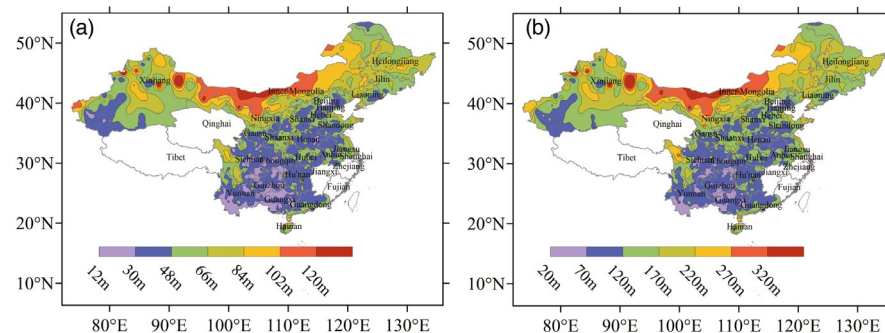 (a)
50°N
40°N
30°N
20°N
10°N
80°E 90°E 100°E 110°E 120°E 130°E
Heilongjiang
Jilin
Liaoning
Xinjiang
Inner Mongolia
Beijing
Tianjing
Hebei
Ningxia
Shanxi
Shandong
Qinghai
Gansu
Shaanxi
Henan
Jiangsu
Tibet
Sichuan
Chongqin
Hubei
Anhui
Shanghai
Zhejiang
Hu'nan
Jiangxi
Guizhou
Fujian
Yunnan
Guangxi
Guangdong
Hainan
12m 30m 48m 66m 84m 102m 120m
(b)
50°N
40°N
30°N
20°N
10°N
80°E 90°E 100°E 110°E 120°E 130°E
Heilongjiang
Jilin
Liaoning
Xinjiang
Inner Mongolia
Beijing
Tianjing
Hebei
Ningxia
Shanxi
Shandong
Qinghai
Gansu
Shaanxi
Henan
Jiangsu
Tibet
Sichuan
Chongqin
Hubei
Anhui
Shanghai
Zhejiang
Hu'nan
Jiangxi
Guizhou
Fujian
Yunnan
Guangxi
Guangdong
Hainan
20m 70m 120m 170m 220m 270m 320m